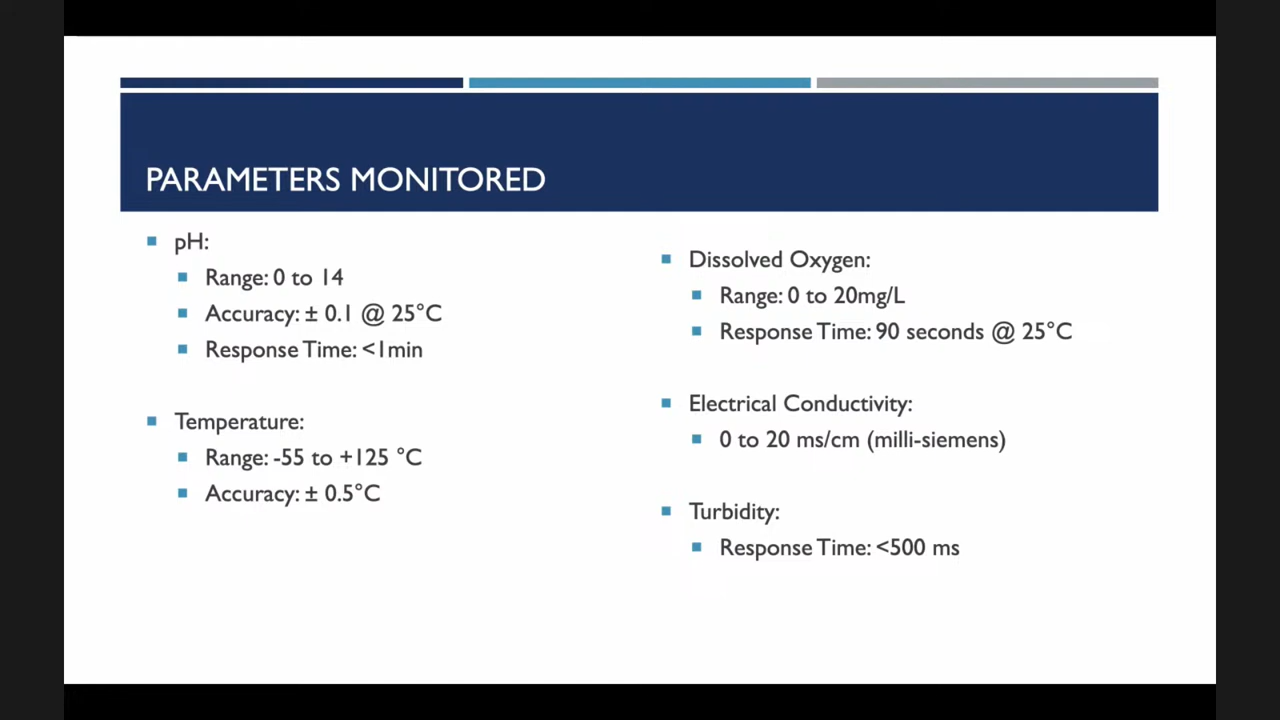 PARAMETERS MONITORED
pH:
Range: 0 to 14
Accuracy: ± 0.1 @ 25°C
Response Time: <1min
Temperature:
Range: -55 to +125 °C
Accuracy: ± 0.5°C
Dissolved Oxygen:
Range: 0 to 20mg/L
Response Time: 90 seconds @ 25°C
Electrical Conductivity:
0 to 20 ms/cm (milli-siemens)
Turbidity:
Response Time: <500 ms